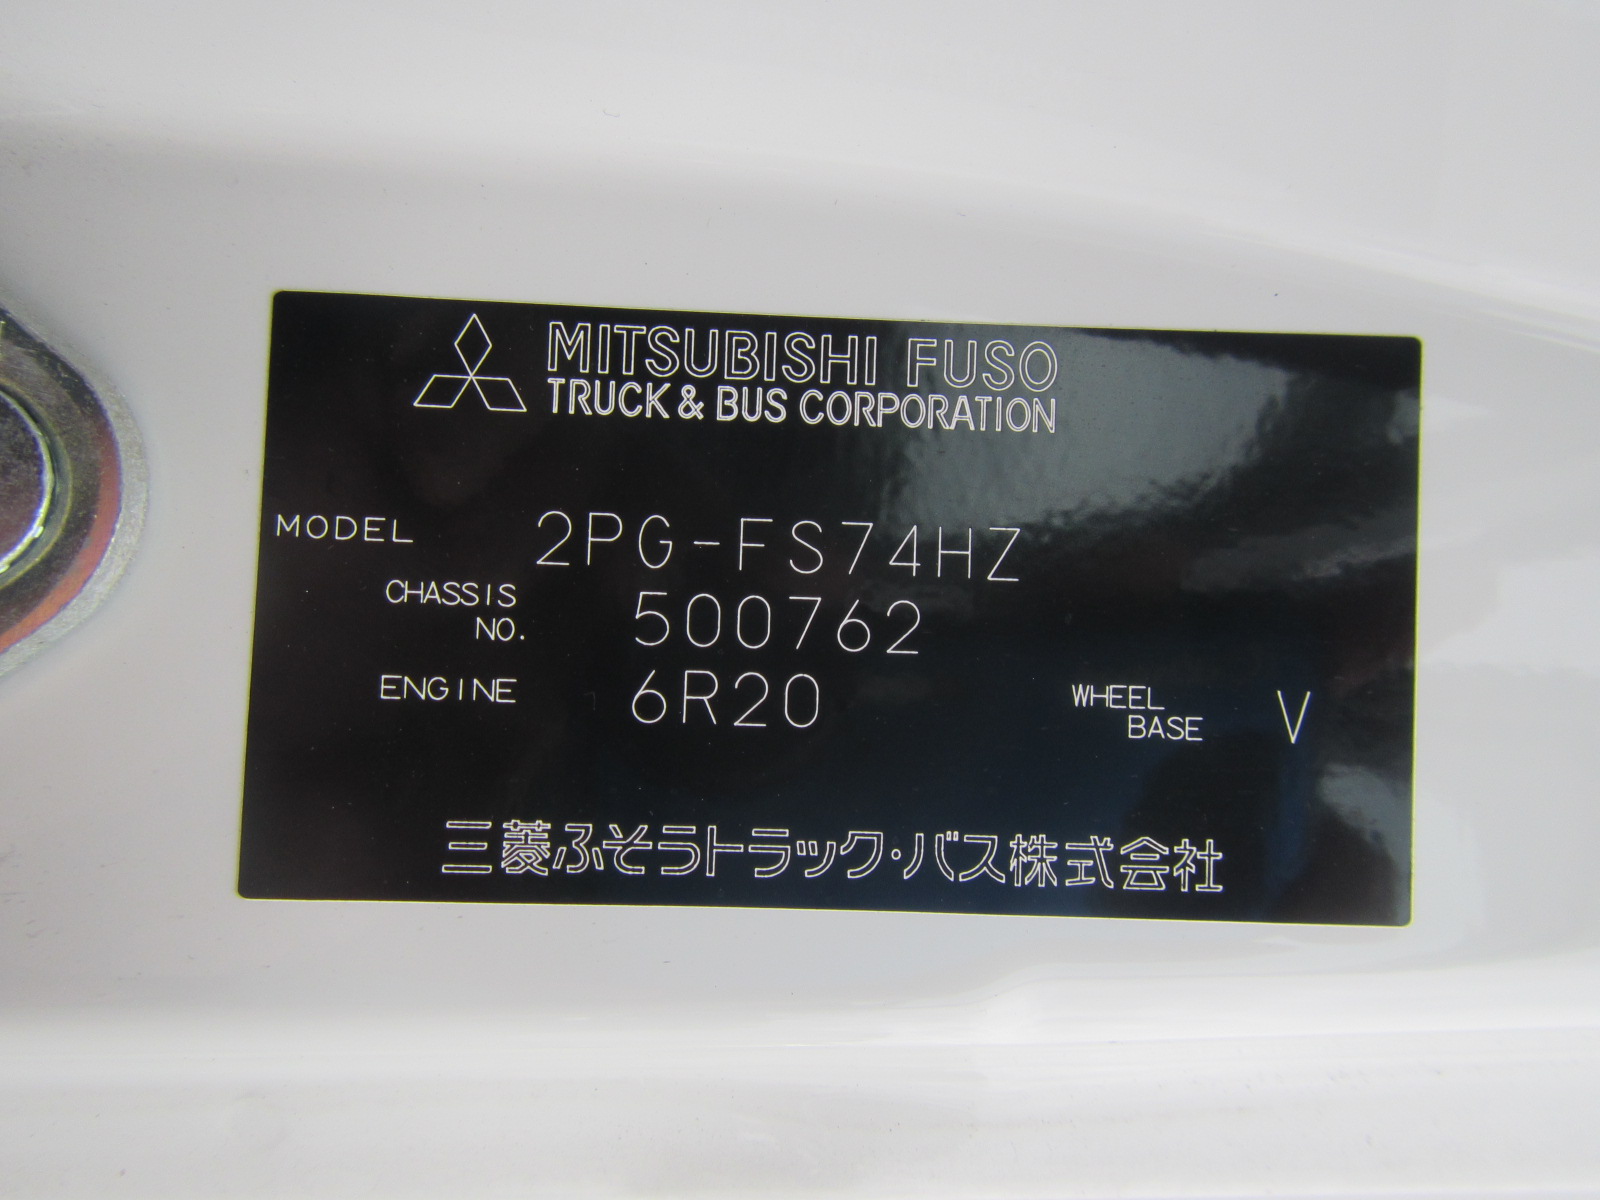 MITSUBISHI FUSO
TRUCK & BUS CORPORATION
MODEL 2PG-FS74HZ
CHASSIS
NO. 500762
ENGINE 6R20
WHEEL
BASE V
三菱ふそうトラック・バス株式会社